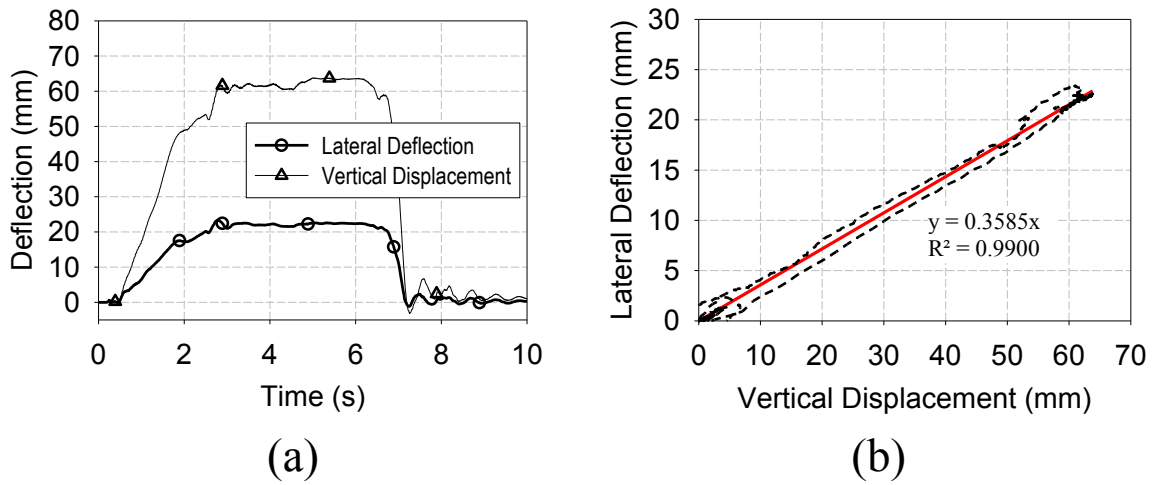 80
70
60
50
40
30
20
10
0
Deflection (mm)
Lateral Deflection
Vertical Displacement
0 2 4 6 8 10
Time (s)
(a)
30
25
20
15
10
5
0
Lateral Deflection (mm)
y = 0.3585x
R² = 0.9900
0 10 20 30 40 50 60 70
Vertical Displacement (mm)
(b)